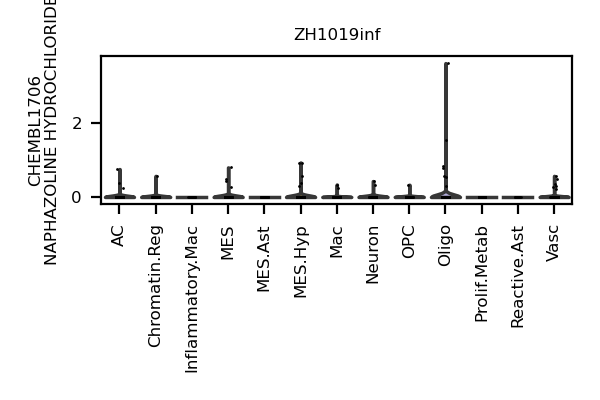 ZH1019inf
CHEMBL1706
NAPHAZOLINE HYDROCHLORIDE
2
0
AC
Chromatin.Reg
Inflammatory.Mac
MES
MES.Ast
MES.Hyp
Mac
Neuron
OPC
Oligo
Prolif.Metab
Reactive.Ast
Vasc